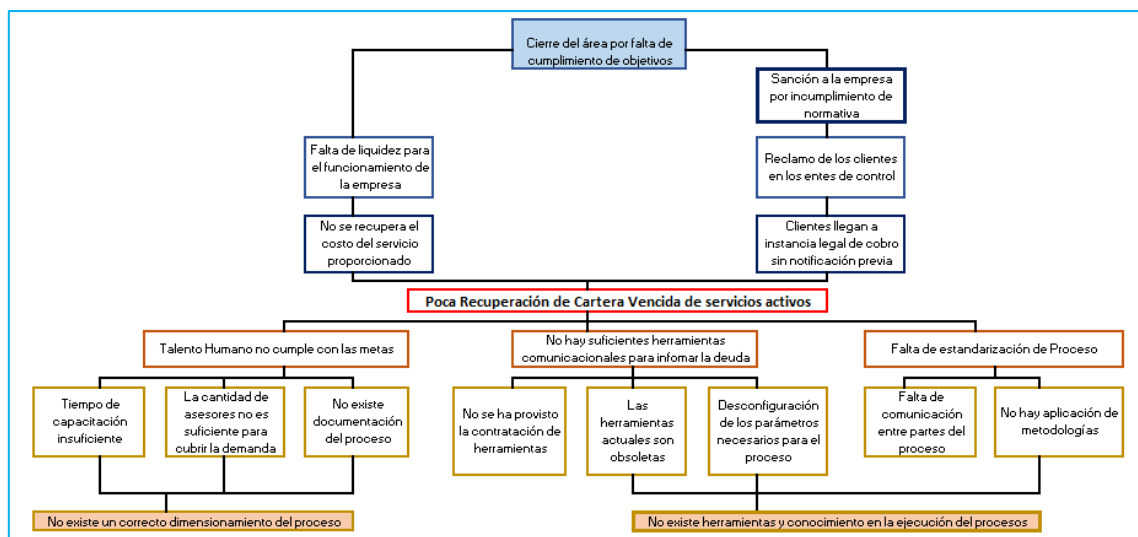 Cierre del área por falta de
cumplimiento de objetivos
Sanción a la empresa
por incumplimiento de
normativa
Falta de liquidez para
el funcionamiento de
la empresa
Reclamo de los clientes
en los entes de control
No se recupera el
costo del servicio
proporcionado
Clientes llegan a
instancia legal de cobro
sin notificación previa
Poca Recuperación de Cartera Vencida de servicios activos
Talento Humano no cumple con las metas
No hay suficientes herramientas
comunicacionales para infomar la deuda
Falta de estandarización de Proceso
Tiempo de
capacitación
insuficiente
La cantidad de
asesores no es
suficiente para
cubrir la demanda
No existe
documentación
del proceso
No se ha provisto
la contratación de
herramientas
Las
herramientas
actuales son
obsoletas
Desconfiguración
de los parámetros
necesarios para el
proceso
Falta de
comunicación
entre partes del
proceso
No hay aplicación de
metodologías
No existe un correcto dimensionamiento del proceso
No existe herramientas y conocimiento en la ejecución del procesos